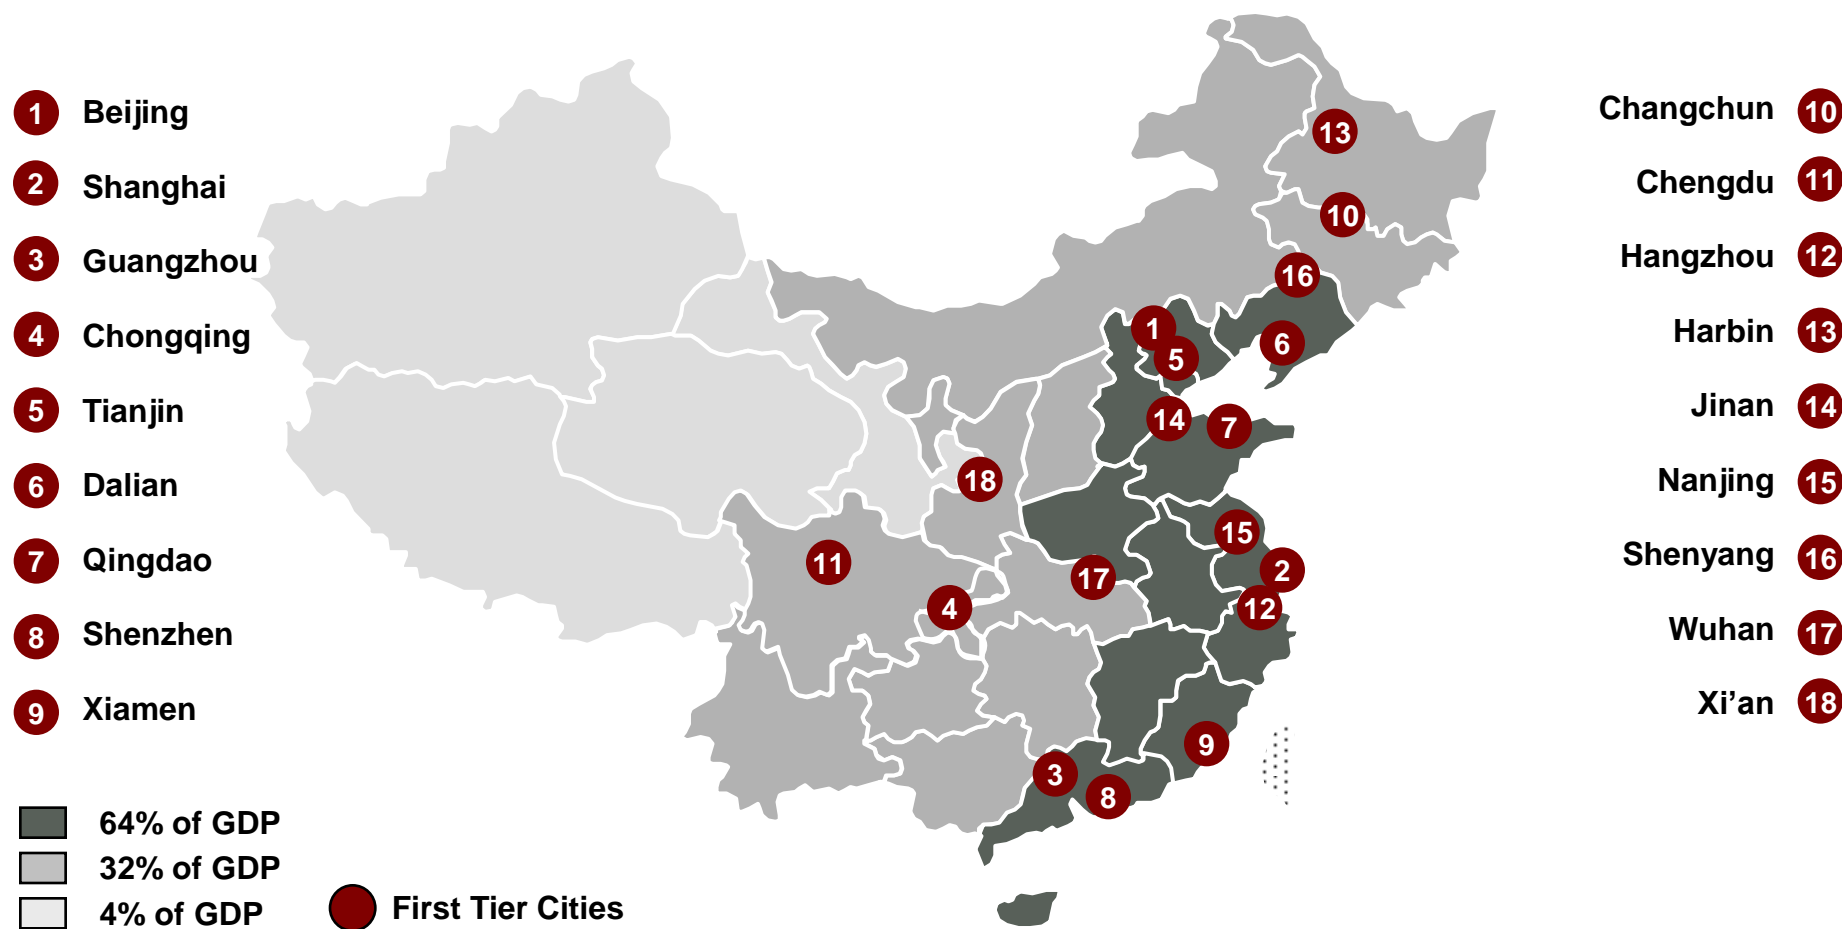 1 Beijing
2 Shanghai
3 Guangzhou
4 Chongqing
5 Tianjin
6 Dalian
7 Qingdao
8 Shenzhen
9 Xiamen
64% of GDP
32% of GDP
4% of GDP
First Tier Cities
13
10
16
1
6
5
14
7
18
15
11
17
2
4
12
9
3
8
Changchun 10
Chengdu 11
Hangzhou 12
Harbin 13
Jinan 14
Nanjing 15
Shenyang 16
Wuhan 17
Xi’an 18